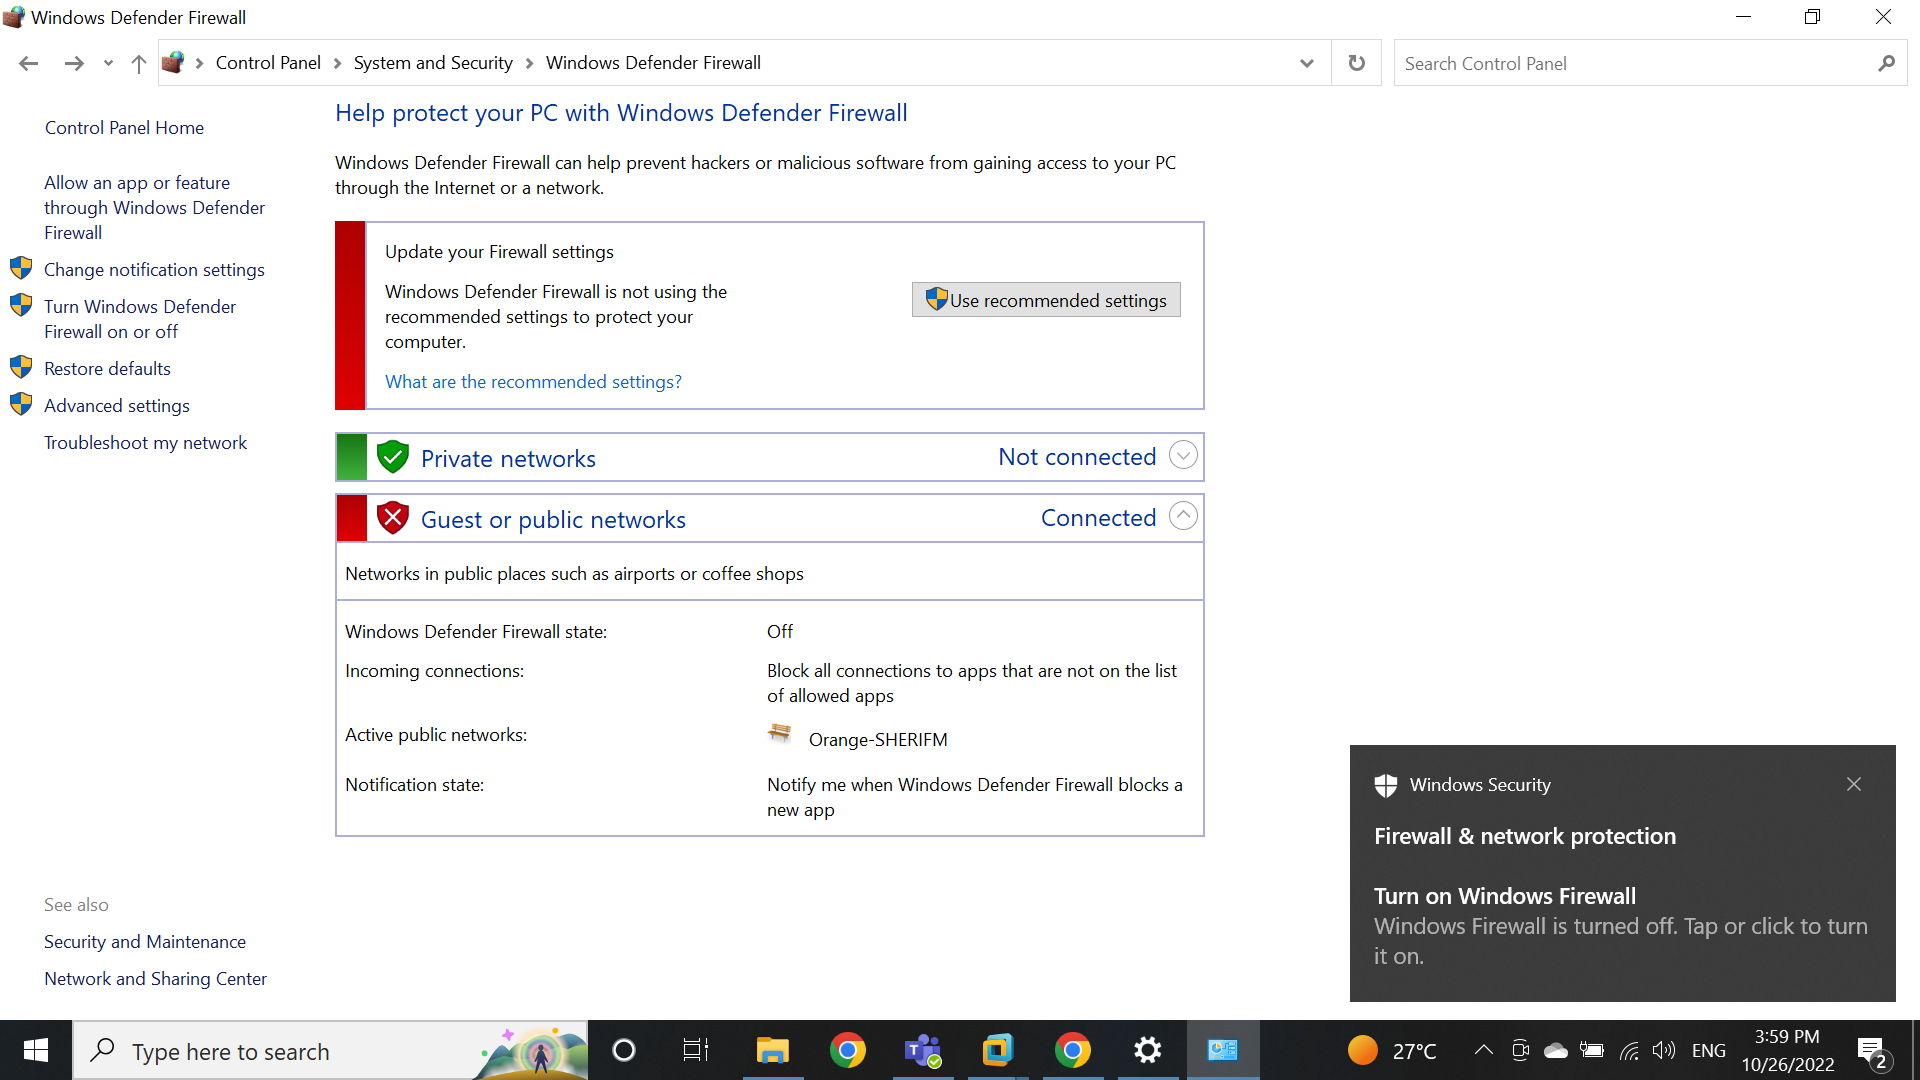 Windows Defender Firewall
Control Panel
System and Security
Windows Defender Firewall
Search Control Panel
Control Panel Home
Allow an app or feature
through Windows Defender
Firewall
Change notification settings
Turn Windows Defender
Firewall on or off
Restore defaults
Advanced settings
Troubleshoot my network
Help protect your PC with Windows Defender Firewall
Windows Defender Firewall can help prevent hackers or malicious software from gaining access to your PC
through the Internet or a network.
Update your Firewall settings
Windows Defender Firewall is not using the
recommended settings to protect your
computer.
Use recommended settings
What are the recommended settings?
Private networks Not connected
Guest or public networks Connected
Networks in public places such as airports or coffee shops
Windows Defender Firewall state: Off
Incoming connections: Block all connections to apps that are not on the list
of allowed apps
Active public networks: Orange-SHERIFM
Notification state: Notify me when Windows Defender Firewall blocks a
new app
See also
Security and Maintenance
Network and Sharing Center
Windows Security
Firewall & network protection
Turn on Windows Firewall
Windows Firewall is turned off. Tap or click to turn
it on.
Type here to search
27°C
ENG
3:59 PM
10/26/2022
2